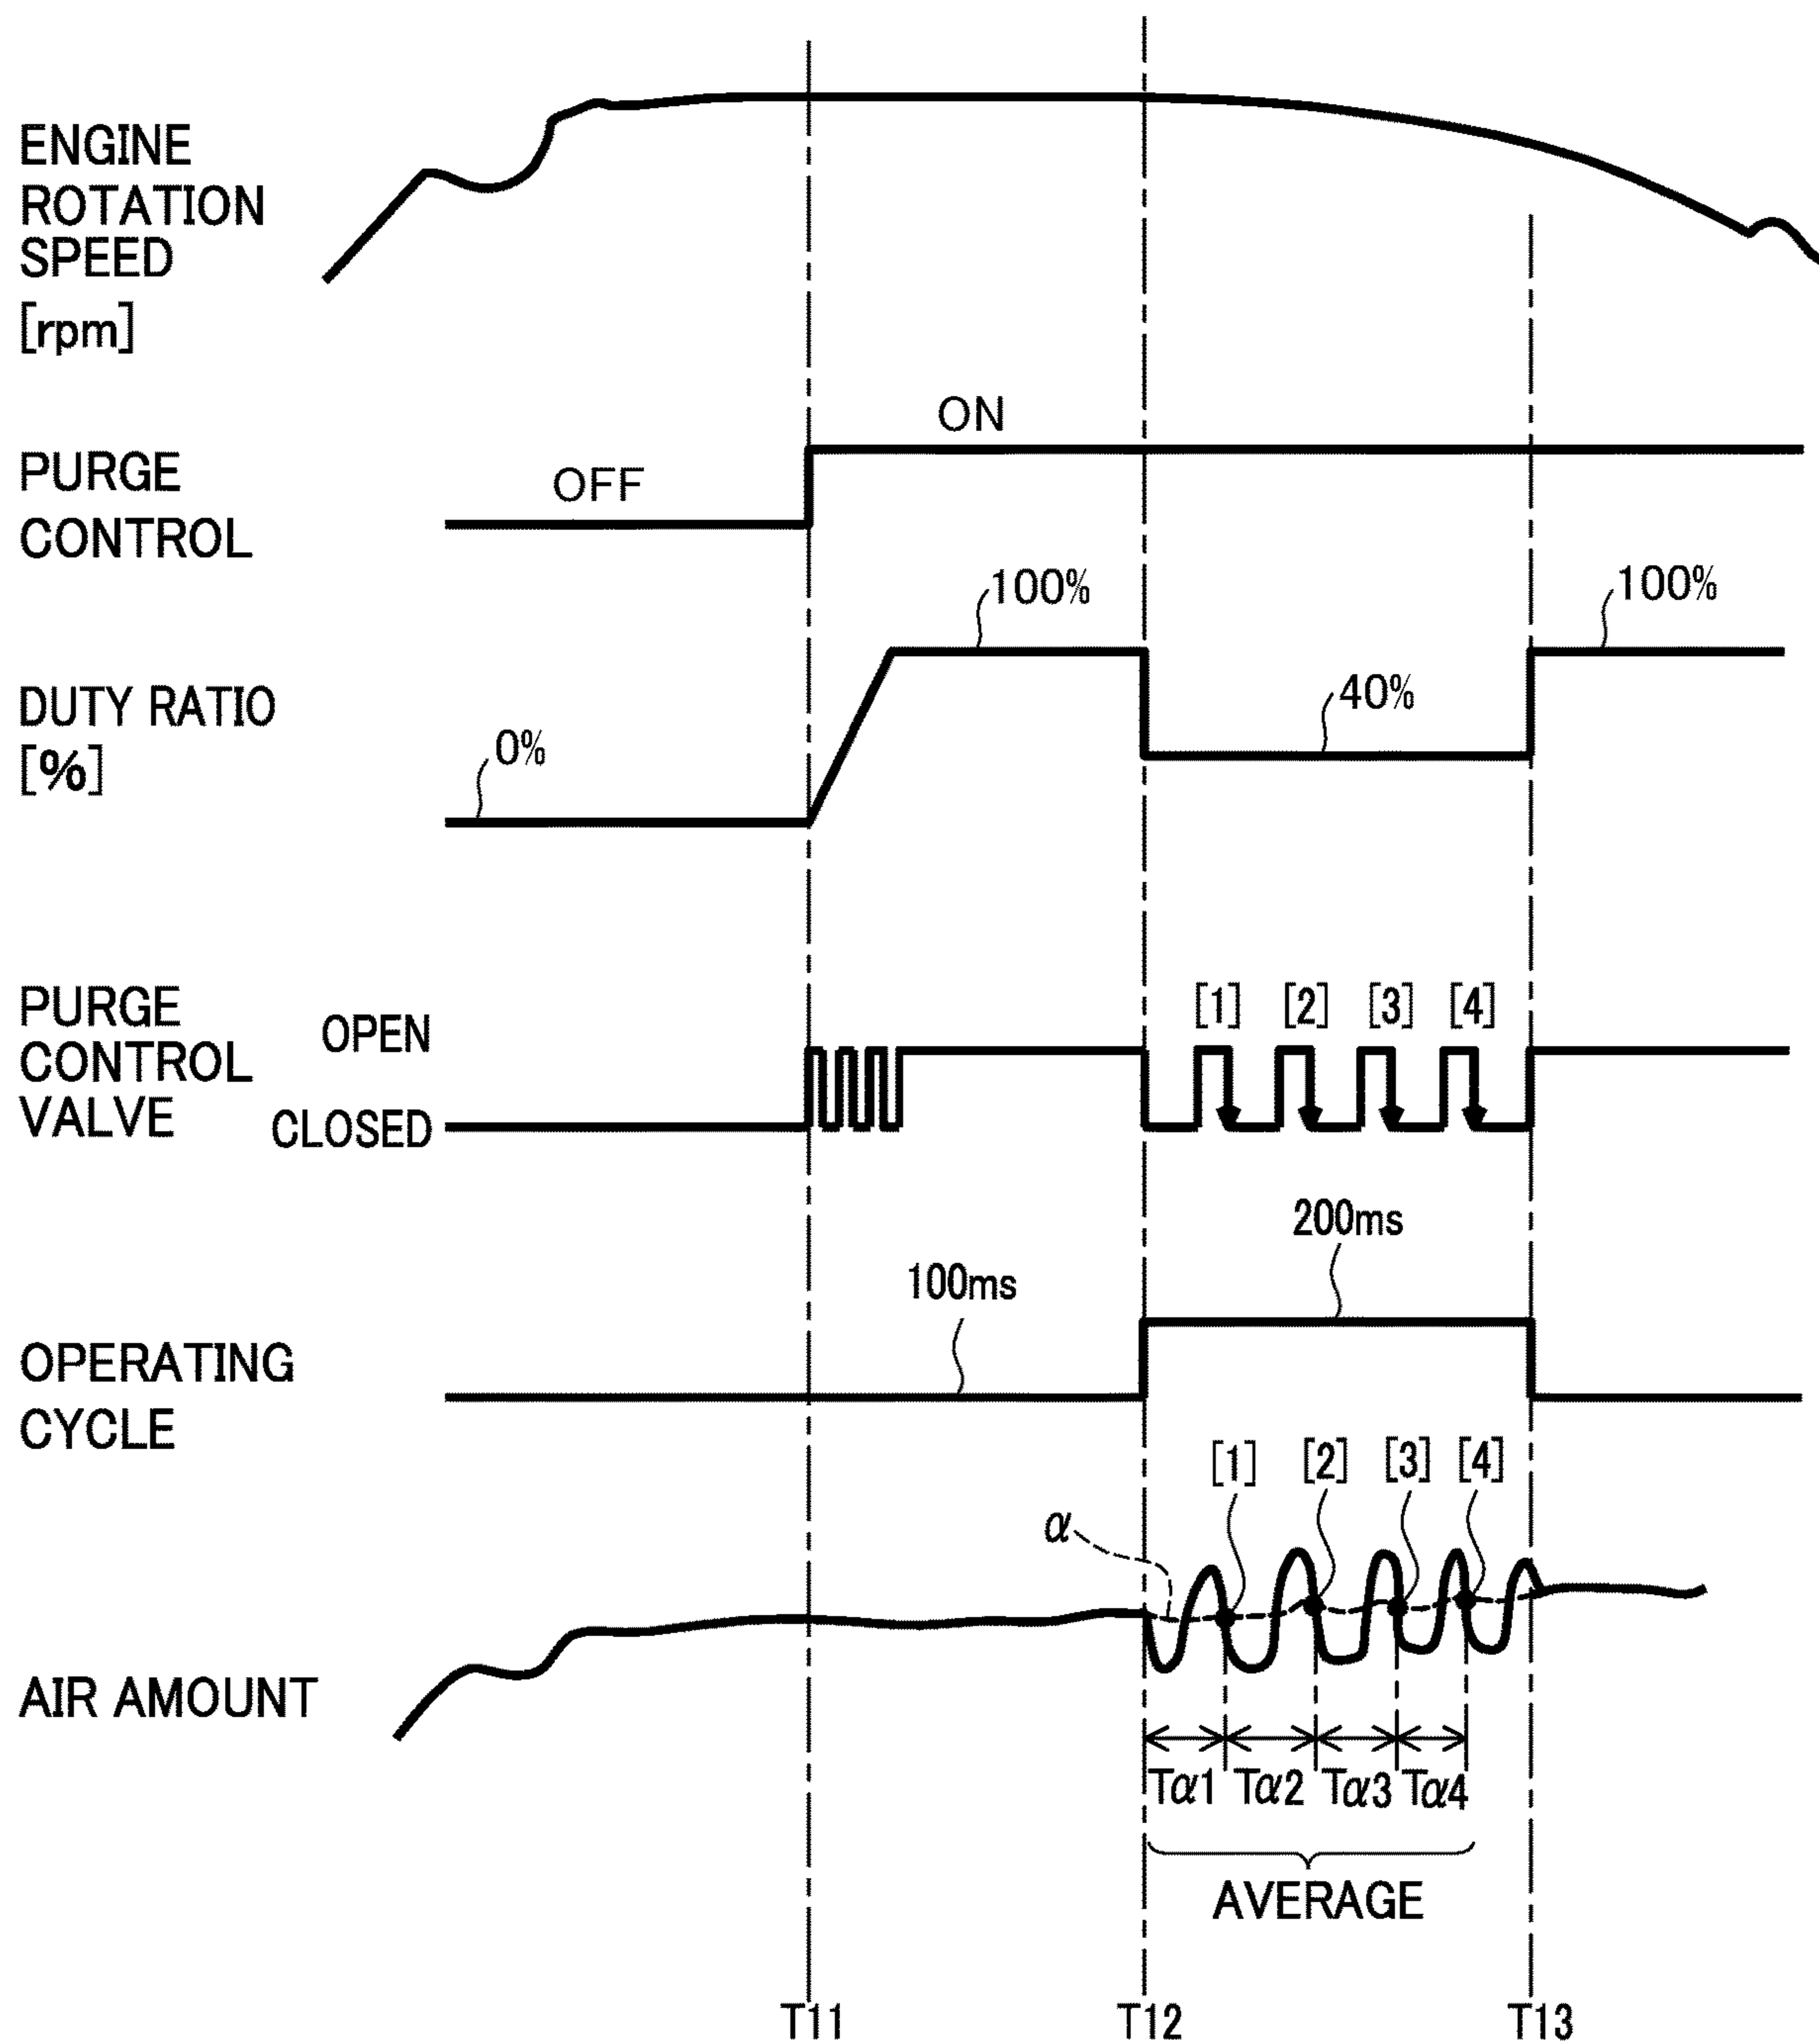 ENGINE
ROTATION
SPEED
[rpm]
ON
PURGE
CONTROL
OFF
100%
100%
DUTY RATIO
[%]
0%
40%
PURGE
CONTROL
VALVE
OPEN
CLOSED
[1] [2] [3] [4]
200ms
100ms
OPERATING
CYCLE
[1] [2] [3] [4]
α
AIR AMOUNT
Tα1 Tα2 Tα3 Tα4
AVERAGE
T11 T12 T13